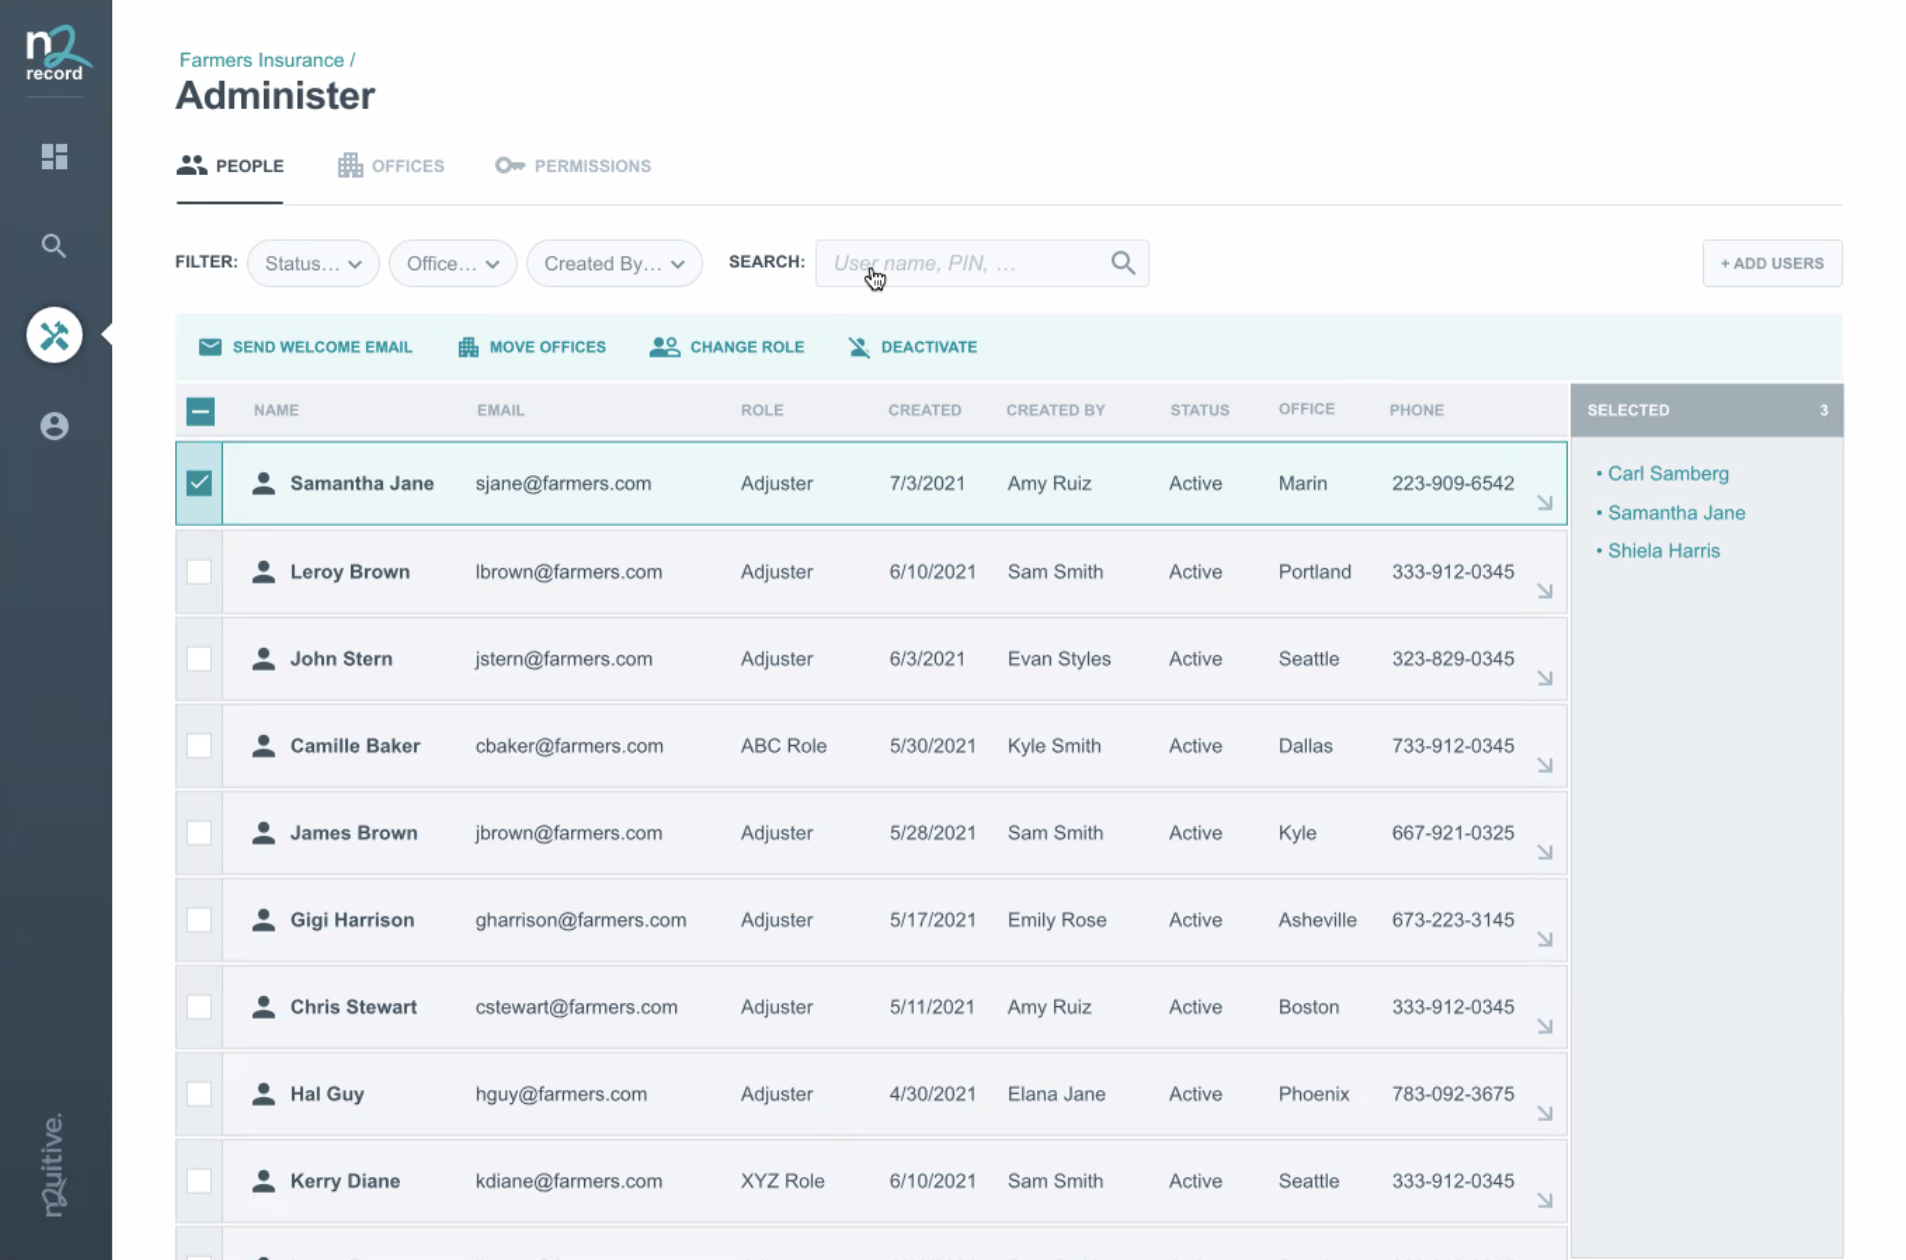 n2
record
Farmers Insurance /
Administer
PEOPLE OFFICES PERMISSIONS
FILTER: Status... Office... Created By... SEARCH: User name, PIN, ... + ADD USERS
SEND WELCOME EMAIL MOVE OFFICES CHANGE ROLE DEACTIVATE
NAME EMAIL ROLE CREATED CREATED BY STATUS OFFICE PHONE SELECTED 3
Samantha Jane sjane@farmers.com Adjuster 7/3/2021 Amy Ruiz Active Marin 223-909-6542
Leroy Brown lbrown@farmers.com Adjuster 6/10/2021 Sam Smith Active Portland 333-912-0345
John Stern jstern@farmers.com Adjuster 6/3/2021 Evan Styles Active Seattle 323-829-0345
Camille Baker cbaker@farmers.com ABC Role 5/30/2021 Kyle Smith Active Dallas 733-912-0345
James Brown jbrown@farmers.com Adjuster 5/28/2021 Sam Smith Active Kyle 667-921-0325
Gigi Harrison gharrison@farmers.com Adjuster 5/17/2021 Emily Rose Active Asheville 673-223-3145
Chris Stewart cstewart@farmers.com Adjuster 5/11/2021 Amy Ruiz Active Boston 333-912-0345
Hal Guy hguy@farmers.com Adjuster 4/30/2021 Elana Jane Active Phoenix 783-092-3675
Kerry Diane kdiane@farmers.com XYZ Role 6/10/2021 Sam Smith Active Seattle 333-912-0345
• Carl Samberg
• Samantha Jane
• Shiela Harris
n2uitive.